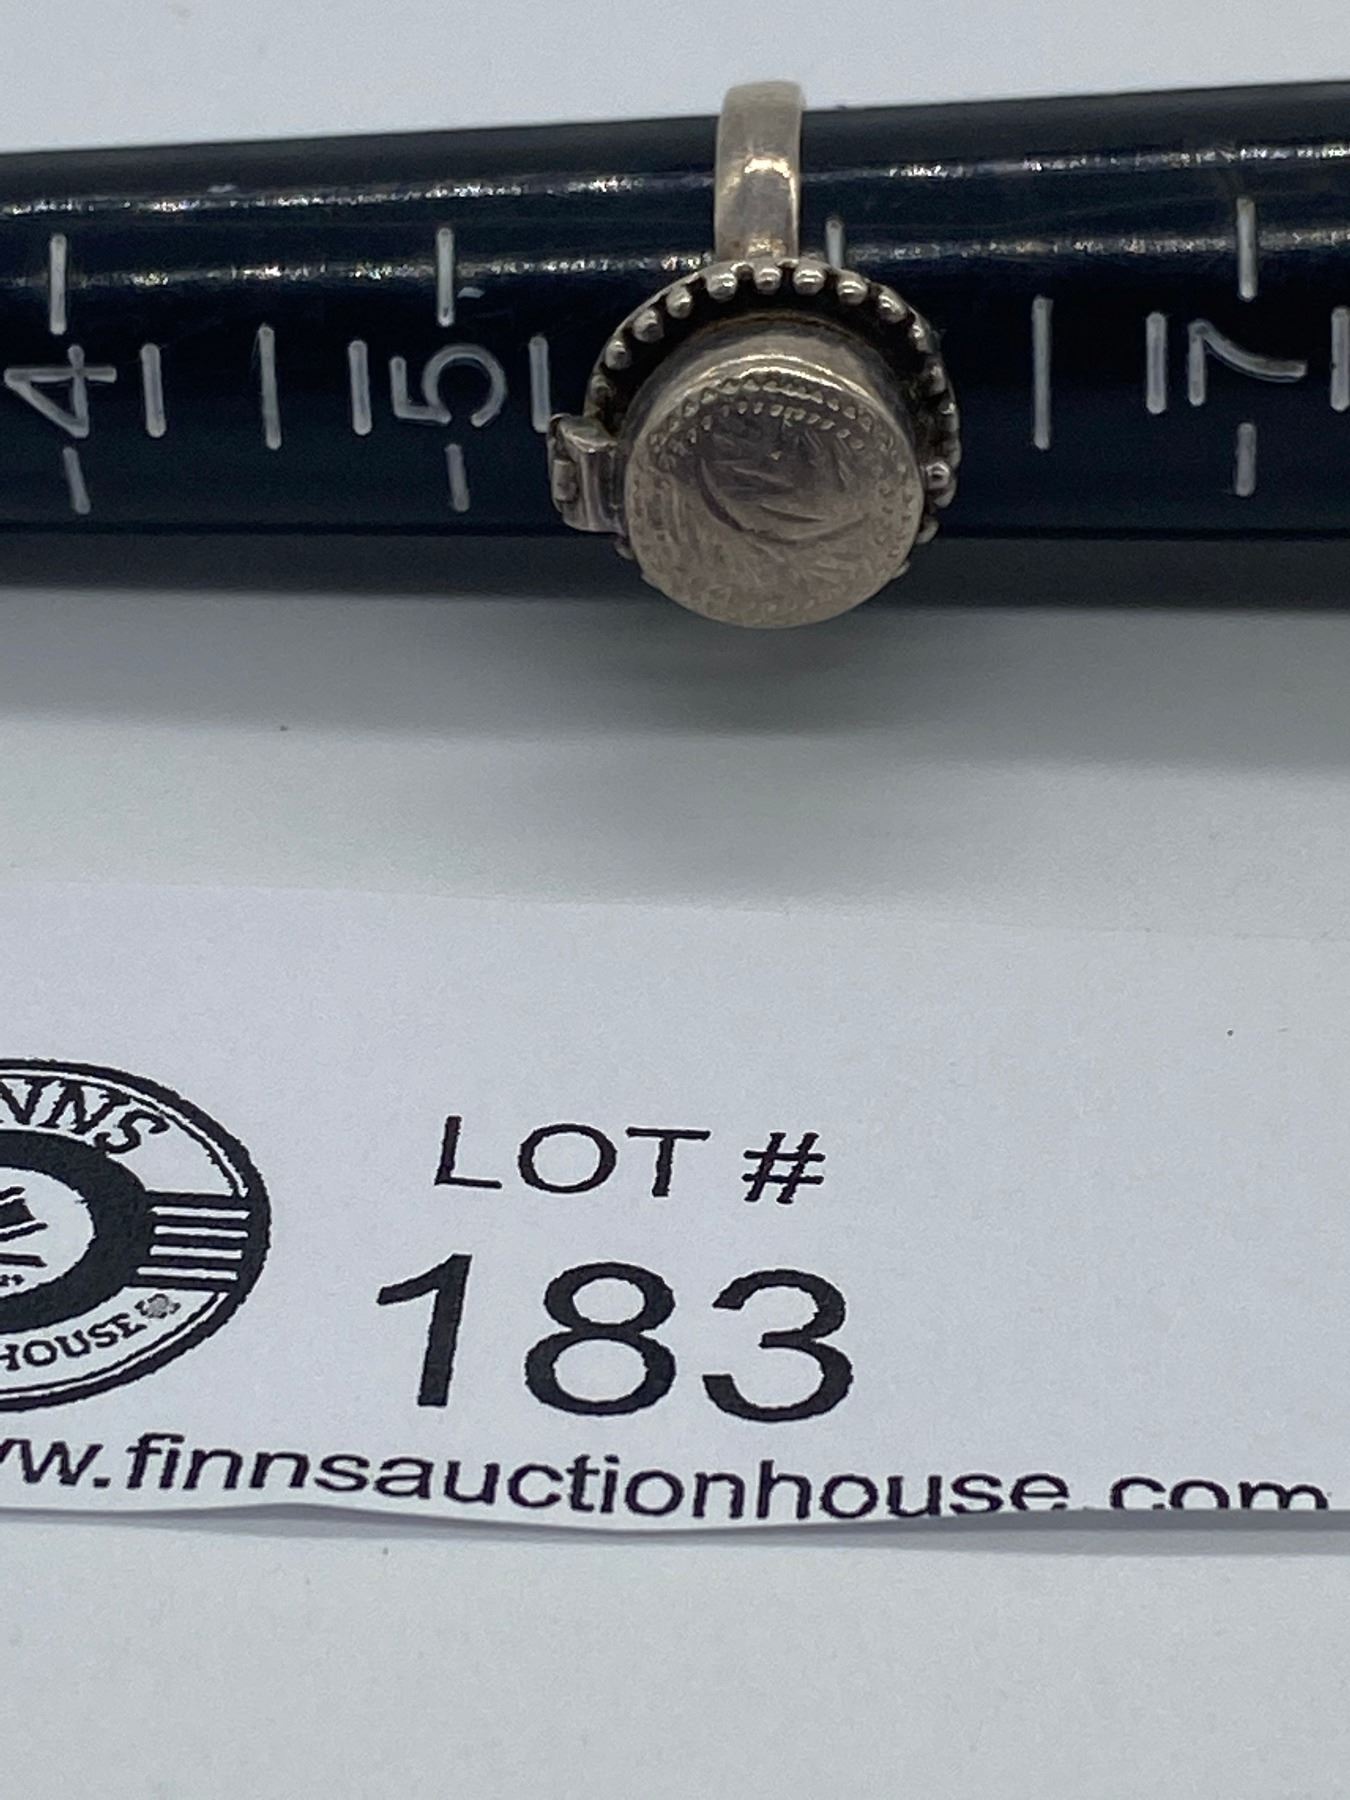 4 5 7
NNS
LOT #
183
HOUSE
w.finnsauctionhouse.com